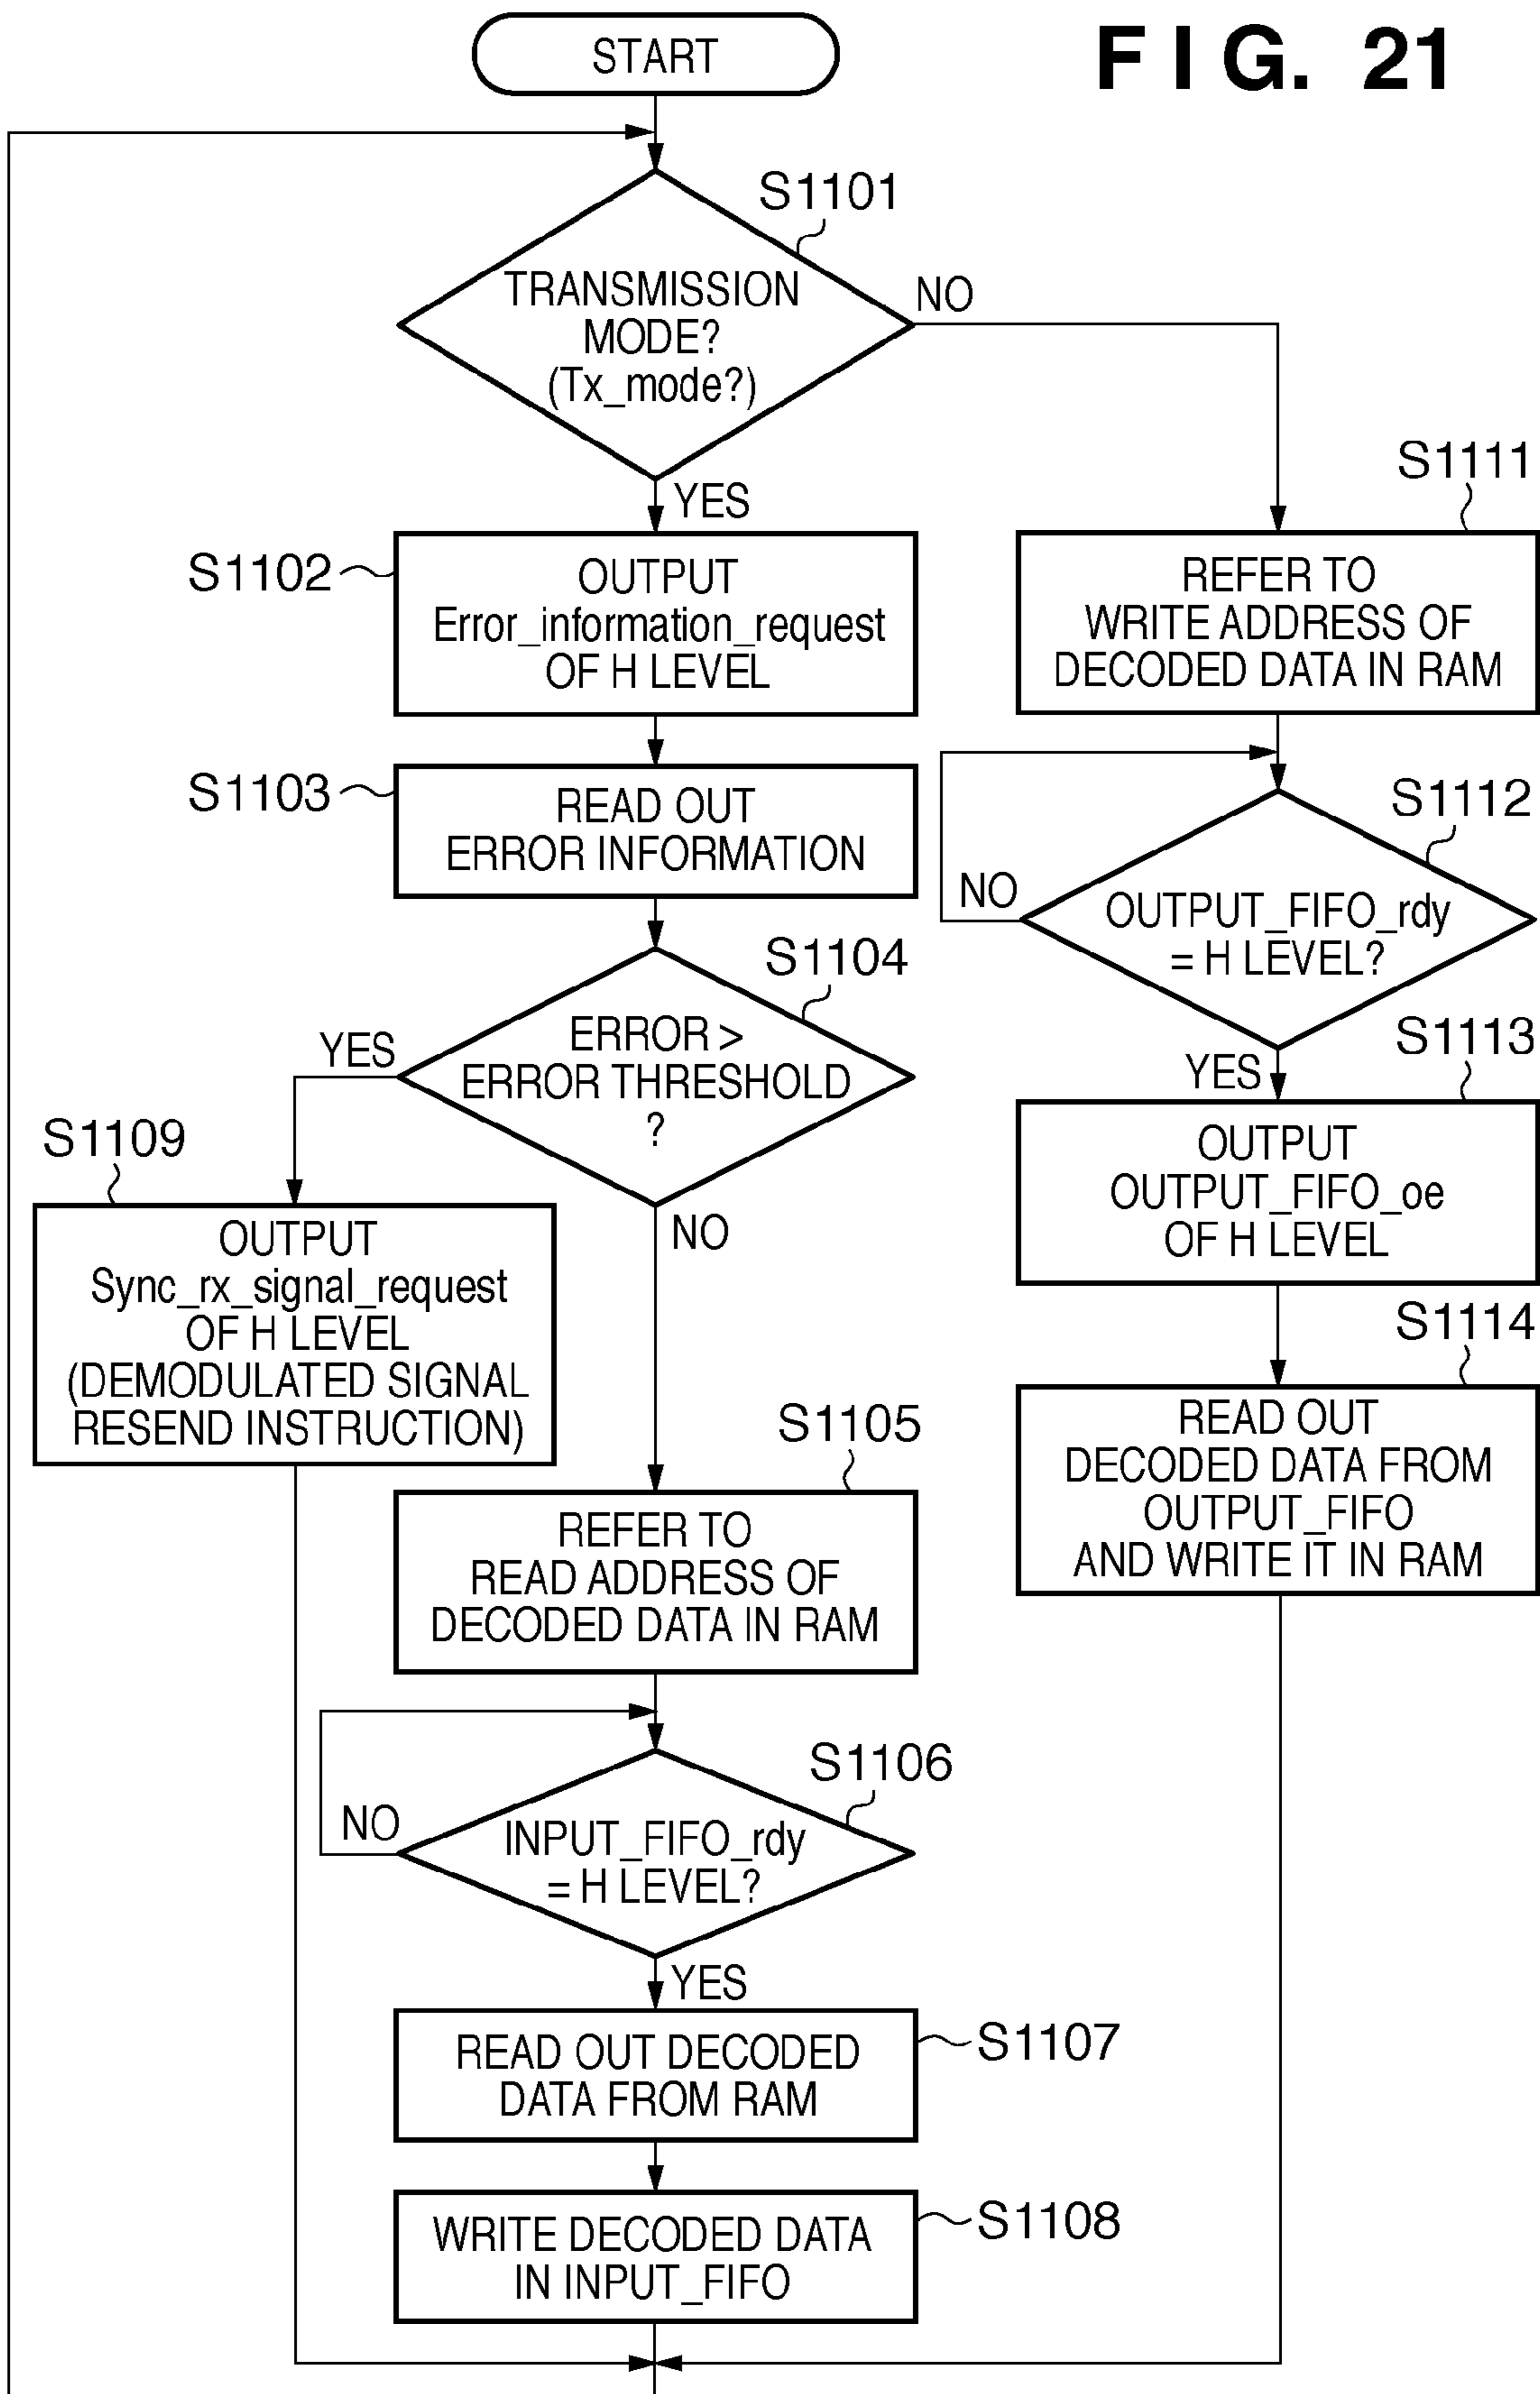 FIG. 21
START
S1101
TRANSMISSION
MODE?
(Tx_mode?)
NO
YES
S1102
OUTPUT
Error_information_request
OF H LEVEL
S1103
READ OUT
ERROR INFORMATION
S1104
ERROR >
ERROR THRESHOLD
?
YES
NO
S1109
OUTPUT
Sync_rx_signal_request
OF H LEVEL
(DEMODULATED SIGNAL
RESEND INSTRUCTION)
S1105
REFER TO
READ ADDRESS OF
DECODED DATA IN RAM
S1106
INPUT_FIFO_rdy
= H LEVEL?
NO
YES
S1107
READ OUT DECODED
DATA FROM RAM
S1108
WRITE DECODED DATA
IN INPUT_FIFO
S1111
REFER TO
WRITE ADDRESS OF
DECODED DATA IN RAM
S1112
OUTPUT_FIFO_rdy
= H LEVEL?
NO
YES
S1113
OUTPUT
OUTPUT_FIFO_oe
OF H LEVEL
S1114
READ OUT
DECODED DATA FROM
OUTPUT_FIFO
AND WRITE IT IN RAM